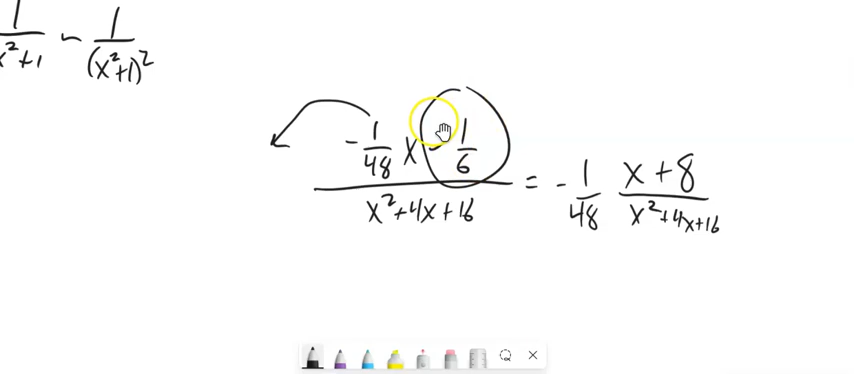 1/(x²+1) - 1/(x²+1)²
(-1/48 x - 1/6)/(x²+4x+16) = -1/48 (x+8)/(x²+4x+16)